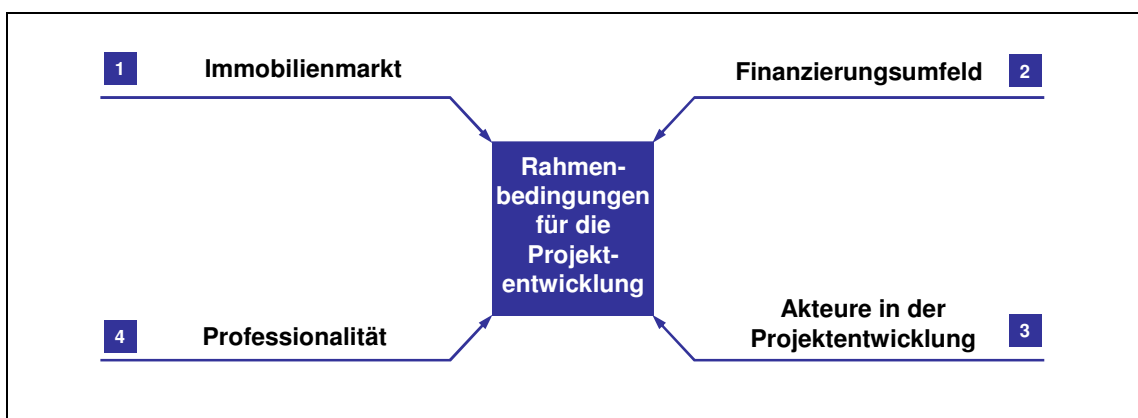 1 Immobilienmarkt
Finanzierungsumfeld 2
Rahmen-
bedingungen
für die
Projekt-
entwicklung
4 Professionalität
Akteure in der
Projektentwicklung 3